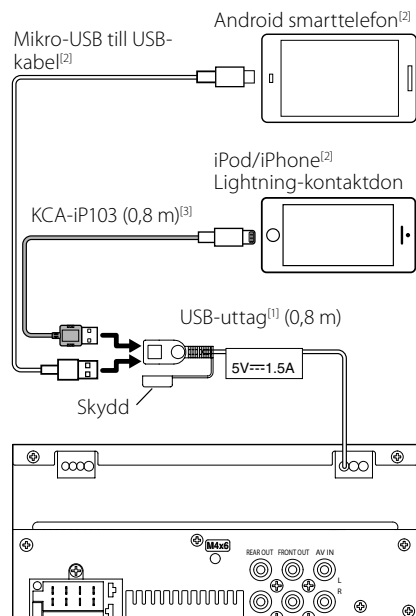 Android smarttelefon[2]
Mikro-USB till USB-
kabel[2]
iPod/iPhone[2]
Lightning-kontaktdon
KCA-iP103 (0,8 m)[3]
USB-uttag[1] (0,8 m)
5V⎓1.5A
Skydd
M4x6
REAR OUT FRONT OUT AV IN
L
R